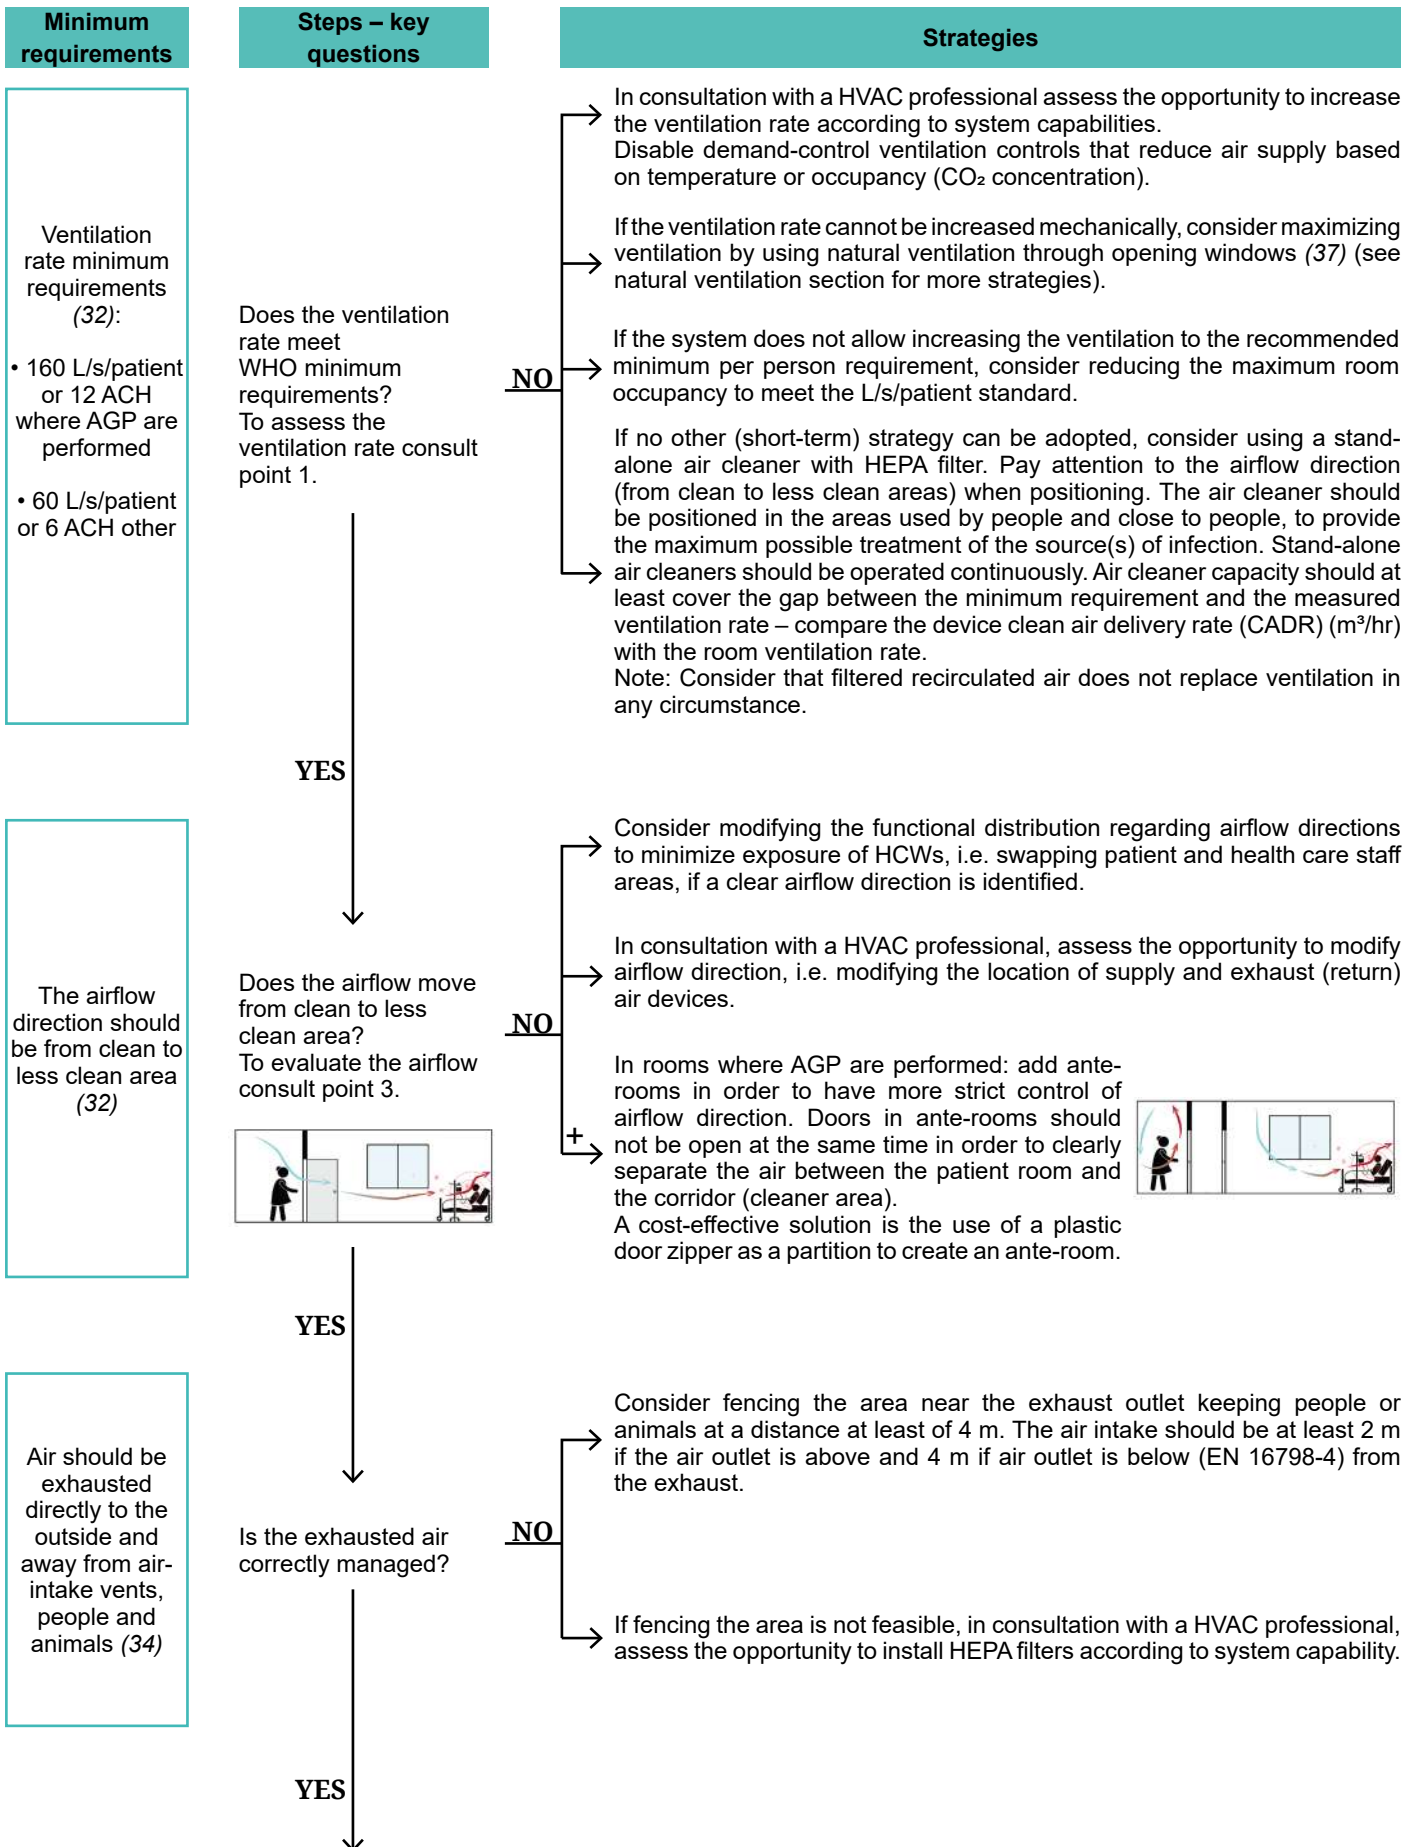 Minimum
requirements
Steps – key
questions
Strategies
Ventilation
rate minimum
requirements
(32):
• 160 L/s/patient
or 12 ACH
where AGP are
performed
• 60 L/s/patient
or 6 ACH other
Does the ventilation
rate meet
WHO minimum
requirements?
To assess the
ventilation rate consult
point 1.
NO
In consultation with a HVAC professional assess the opportunity to increase
the ventilation rate according to system capabilities.
Disable demand-control ventilation controls that reduce air supply based
on temperature or occupancy (CO₂ concentration).
If the ventilation rate cannot be increased mechanically, consider maximizing
ventilation by using natural ventilation through opening windows (37) (see
natural ventilation section for more strategies).
If the system does not allow increasing the ventilation to the recommended
minimum per person requirement, consider reducing the maximum room
occupancy to meet the L/s/patient standard.
If no other (short-term) strategy can be adopted, consider using a stand-
alone air cleaner with HEPA filter. Pay attention to the airflow direction
(from clean to less clean areas) when positioning. The air cleaner should
be positioned in the areas used by people and close to people, to provide
the maximum possible treatment of the source(s) of infection. Stand-alone
air cleaners should be operated continuously. Air cleaner capacity should at
least cover the gap between the minimum requirement and the measured
ventilation rate – compare the device clean air delivery rate (CADR) (m³/hr)
with the room ventilation rate.
Note: Consider that filtered recirculated air does not replace ventilation in
any circumstance.
YES
The airflow
direction should
be from clean to
less clean area
(32)
Does the airflow move
from clean to less
clean area?
To evaluate the airflow
consult point 3.
NO
Consider modifying the functional distribution regarding airflow directions
to minimize exposure of HCWs, i.e. swapping patient and health care staff
areas, if a clear airflow direction is identified.
In consultation with a HVAC professional, assess the opportunity to modify
airflow direction, i.e. modifying the location of supply and exhaust (return)
air devices.
+
In rooms where AGP are performed: add ante-
rooms in order to have more strict control of
airflow direction. Doors in ante-rooms should
not be open at the same time in order to clearly
separate the air between the patient room and
the corridor (cleaner area).
A cost-effective solution is the use of a plastic
door zipper as a partition to create an ante-room.
YES
Air should be
exhausted
directly to the
outside and
away from air-
intake vents,
people and
animals (34)
Is the exhausted air
correctly managed?
NO
Consider fencing the area near the exhaust outlet keeping people or
animals at a distance at least of 4 m. The air intake should be at least 2 m
if the air outlet is above and 4 m if air outlet is below (EN 16798-4) from
the exhaust.
If fencing the area is not feasible, in consultation with a HVAC professional,
assess the opportunity to install HEPA filters according to system capability.
YES